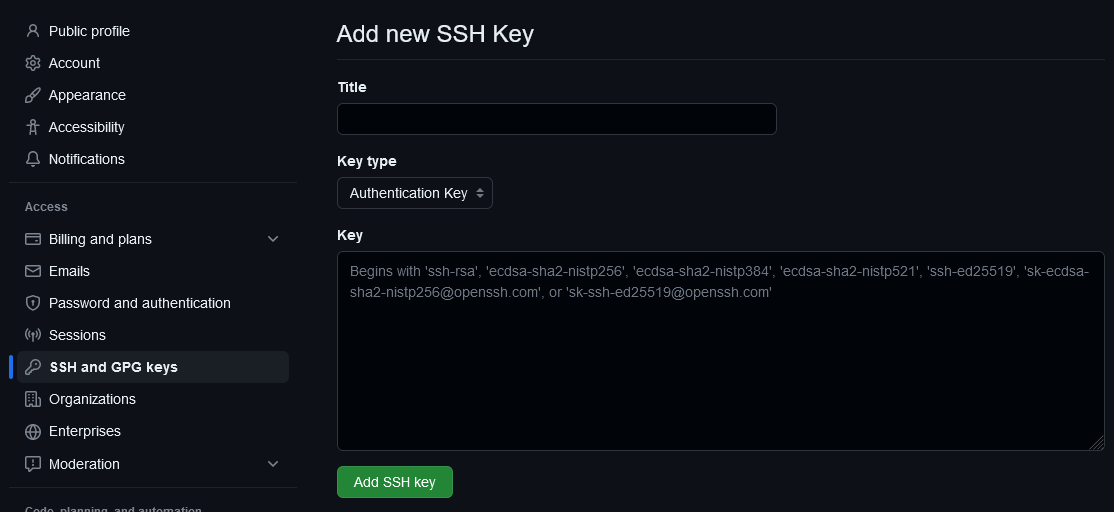 Public profile
Account
Appearance
Accessibility
Notifications
Access
Billing and plans
Emails
Password and authentication
Sessions
SSH and GPG keys
Organizations
Enterprises
Moderation
Code, planning, and automation
Add new SSH Key
Title
Key type
Authentication Key
Key
Begins with 'ssh-rsa', 'ecdsa-sha2-nistp256', 'ecdsa-sha2-nistp384', 'ecdsa-sha2-nistp521', 'ssh-ed25519', 'sk-ecdsa-
sha2-nistp256@openssh.com', or 'sk-ssh-ed25519@openssh.com'
Add SSH key